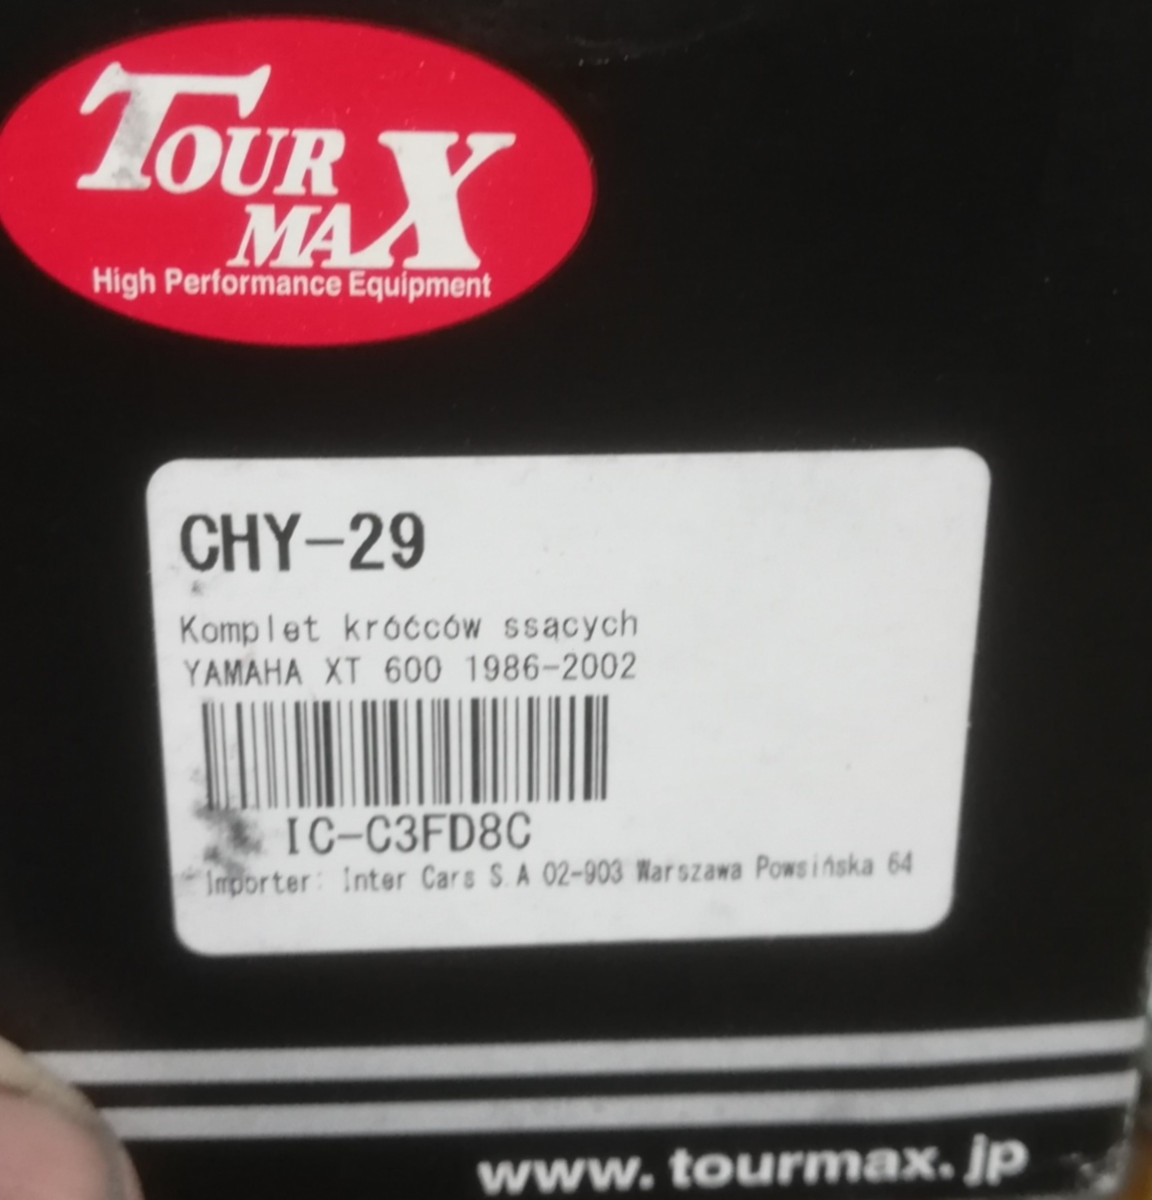 TOUR
MAX
High Performance Equipment
CHY-29
Komplet króćców ssących
YAMAHA XT 600 1986-2002
IC-C3FD8C
Importer: Inter Cars S.A 02-903 Warszawa Powsińska 64
www.tourmax.jp